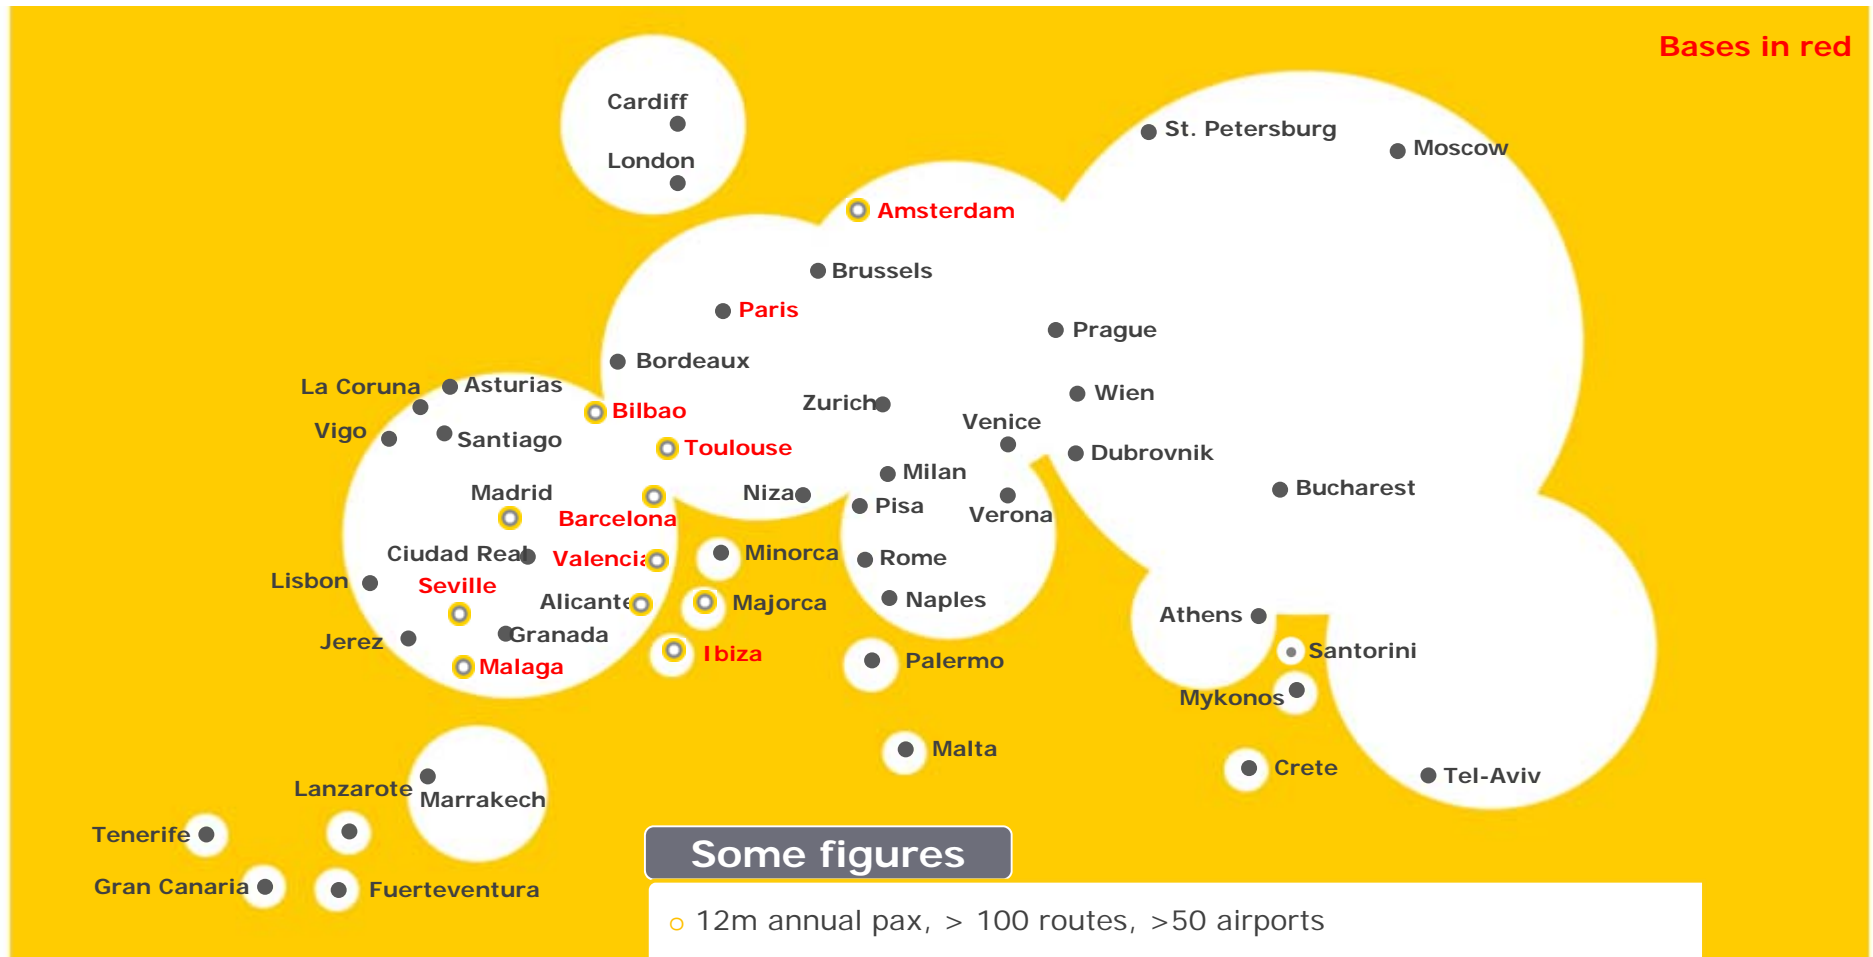 Bases in red
Cardiff
London
St. Petersburg
Moscow
Amsterdam
Brussels
Paris
Prague
Bordeaux
La Coruna
Asturias
Wien
Zurich
Bilbao
Venice
Vigo
Santiago
Toulouse
Dubrovnik
Milan
Madrid
Niza
Bucharest
Pisa
Verona
Barcelona
Ciudad Real
Valencia
Minorca
Rome
Lisbon
Seville
Alicante
Majorca
Naples
Athens
Jerez
Granada
Ibiza
Santorini
Malaga
Palermo
Mykonos
Malta
Crete
Tel-Aviv
Lanzarote
Marrakech
Tenerife
Gran Canaria
Fuerteventura
Some figures
12m annual pax, > 100 routes, >50 airports